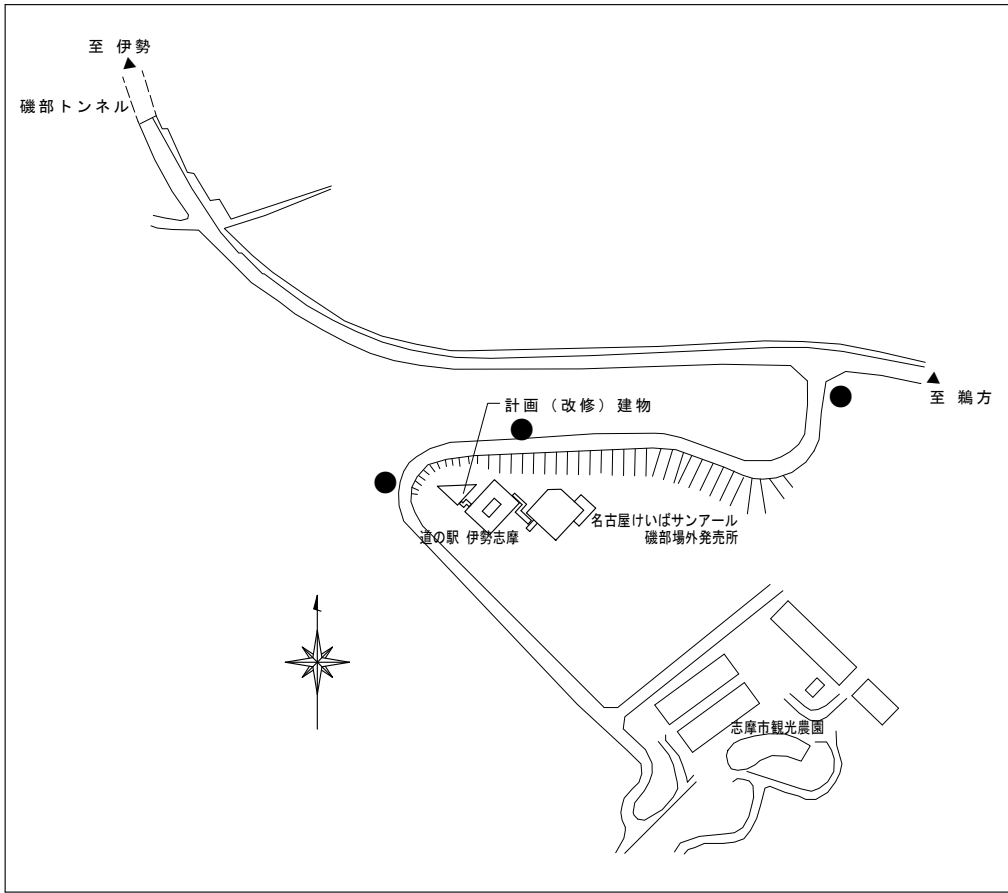 至 伊勢
磯部トンネル
至 鵜方
計画（改修）建物
名古屋けいばサンアール
磯部場外発売所
道の駅 伊勢志摩
志摩市観光農園